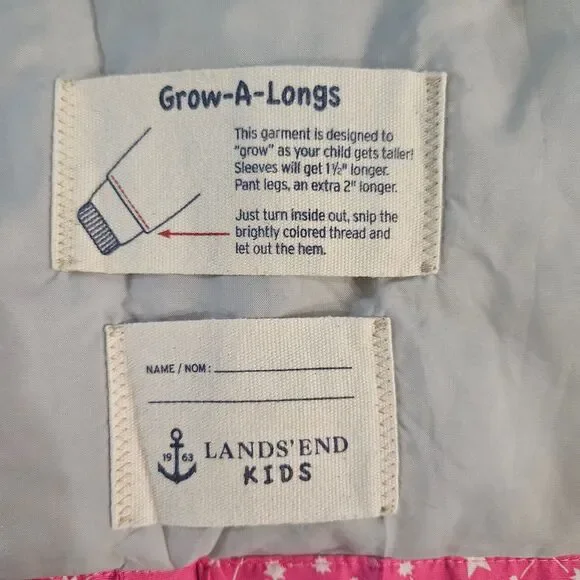 Grow-A-Longs
This garment is designed to
"grow" as your child gets taller!
Sleeves will get 1½" longer.
Pant legs, an extra 2" longer.
Just turn inside out, snip the
brightly colored thread and
let out the hem.
NAME / NOM:
19 63
LANDS' END
KIDS